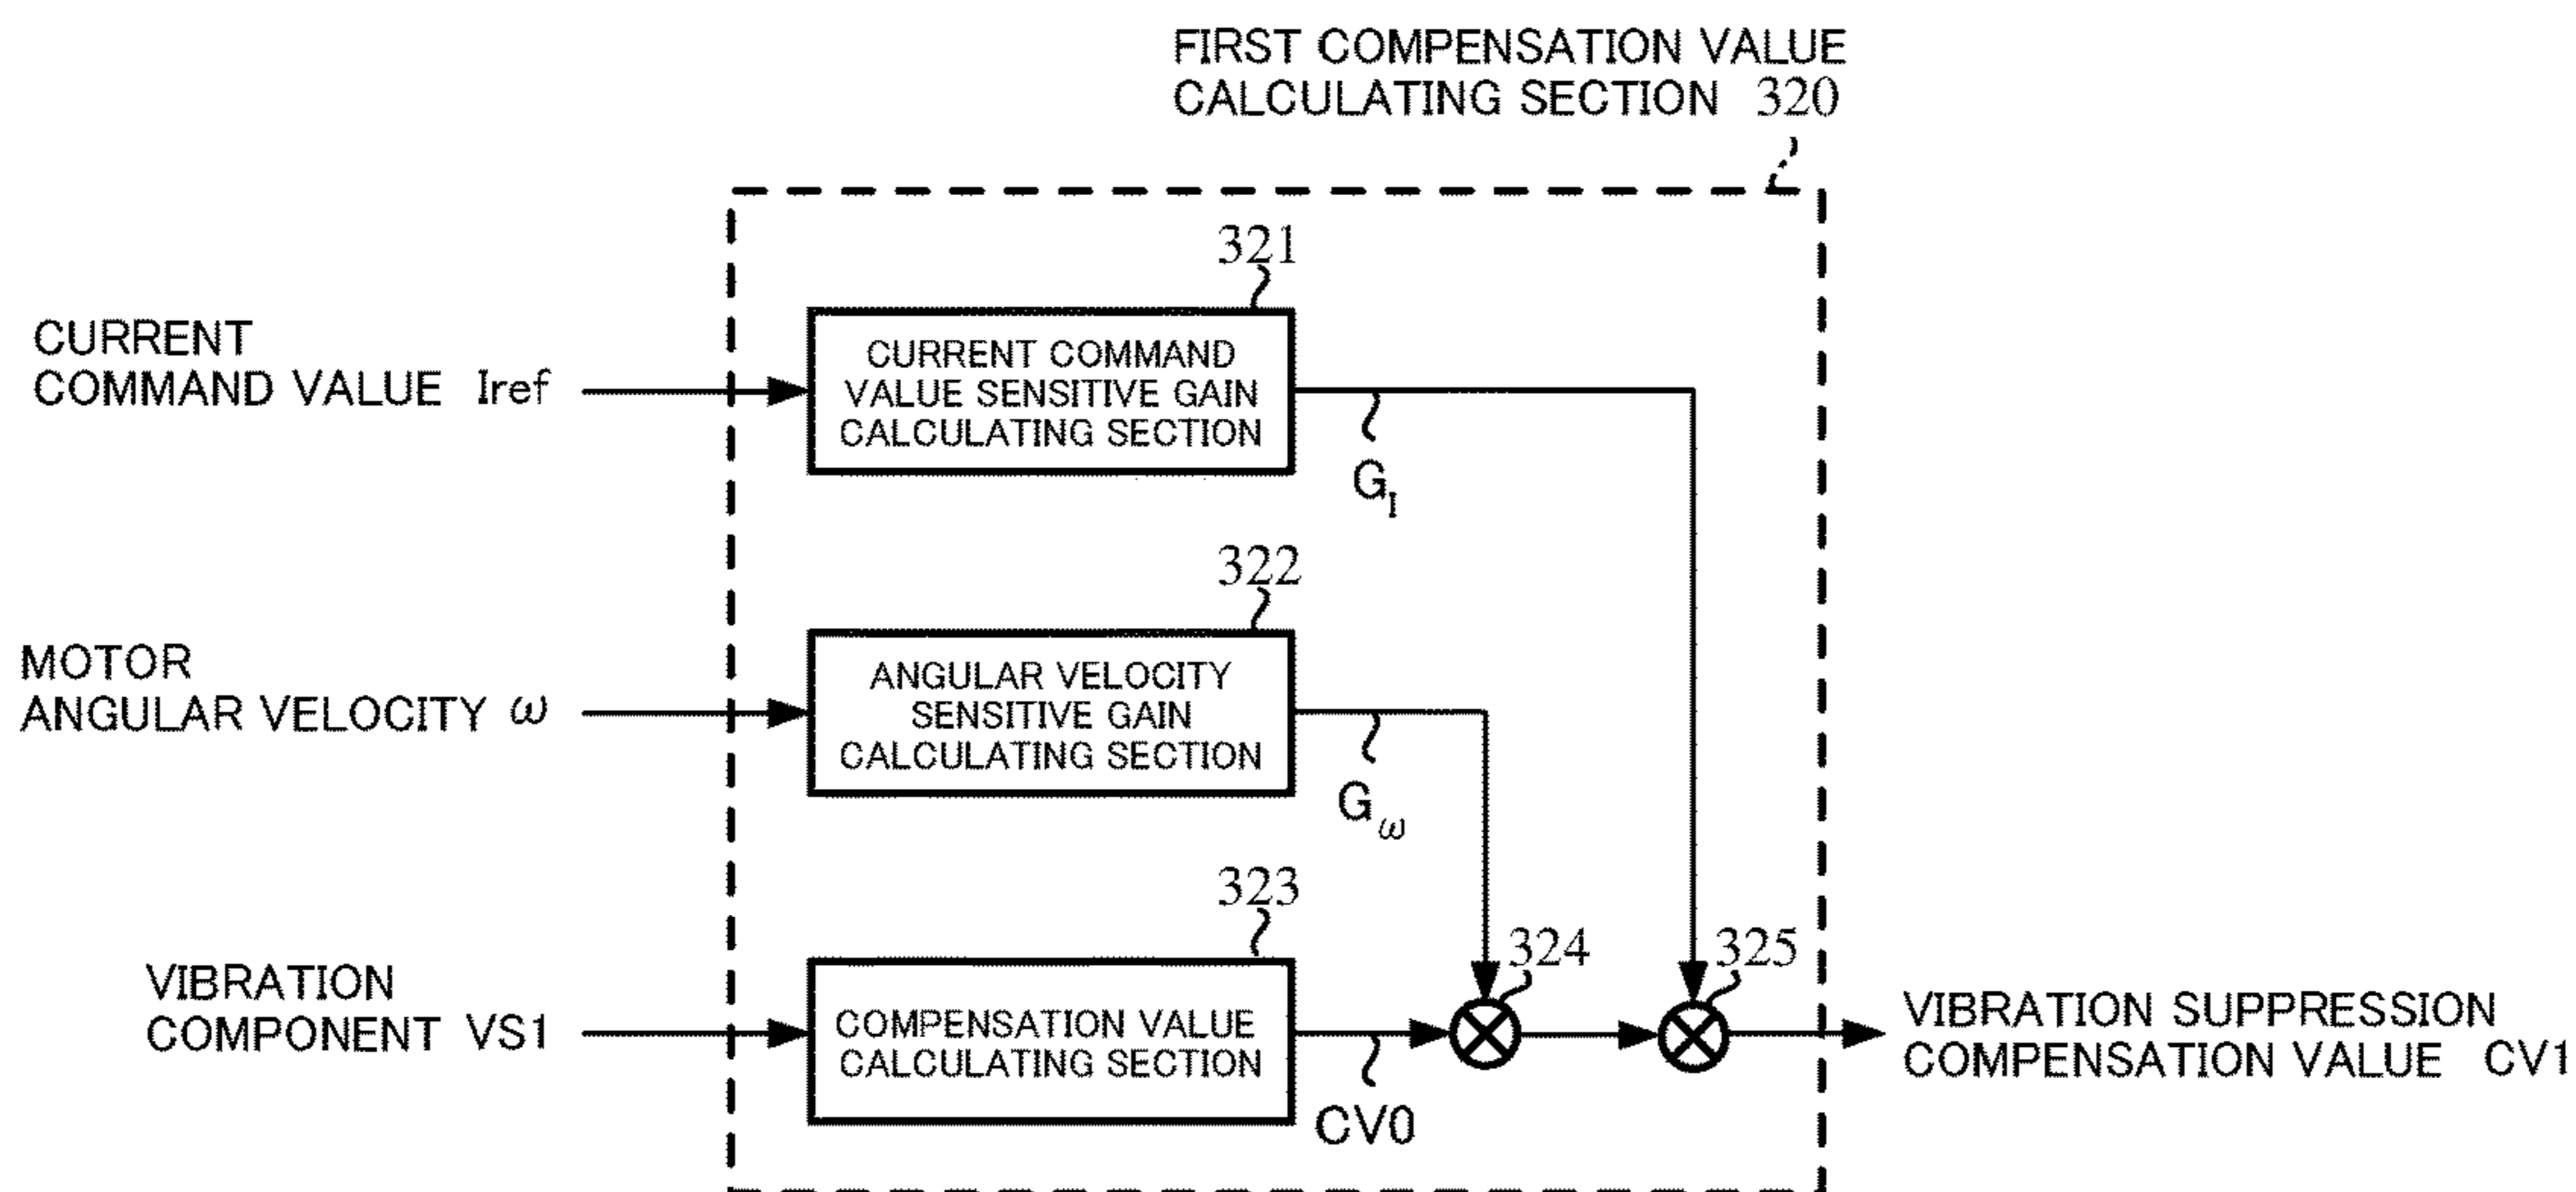 FIRST COMPENSATION VALUE
CALCULATING SECTION 320
321
CURRENT
COMMAND VALUE Iref
CURRENT COMMAND
VALUE SENSITIVE GAIN
CALCULATING SECTION
G_I
322
MOTOR
ANGULAR VELOCITY ω
ANGULAR VELOCITY
SENSITIVE GAIN
CALCULATING SECTION
G_ω
323
324
325
VIBRATION
COMPONENT VS1
COMPENSATION VALUE
CALCULATING SECTION
CV0
VIBRATION SUPPRESSION
COMPENSATION VALUE CV1